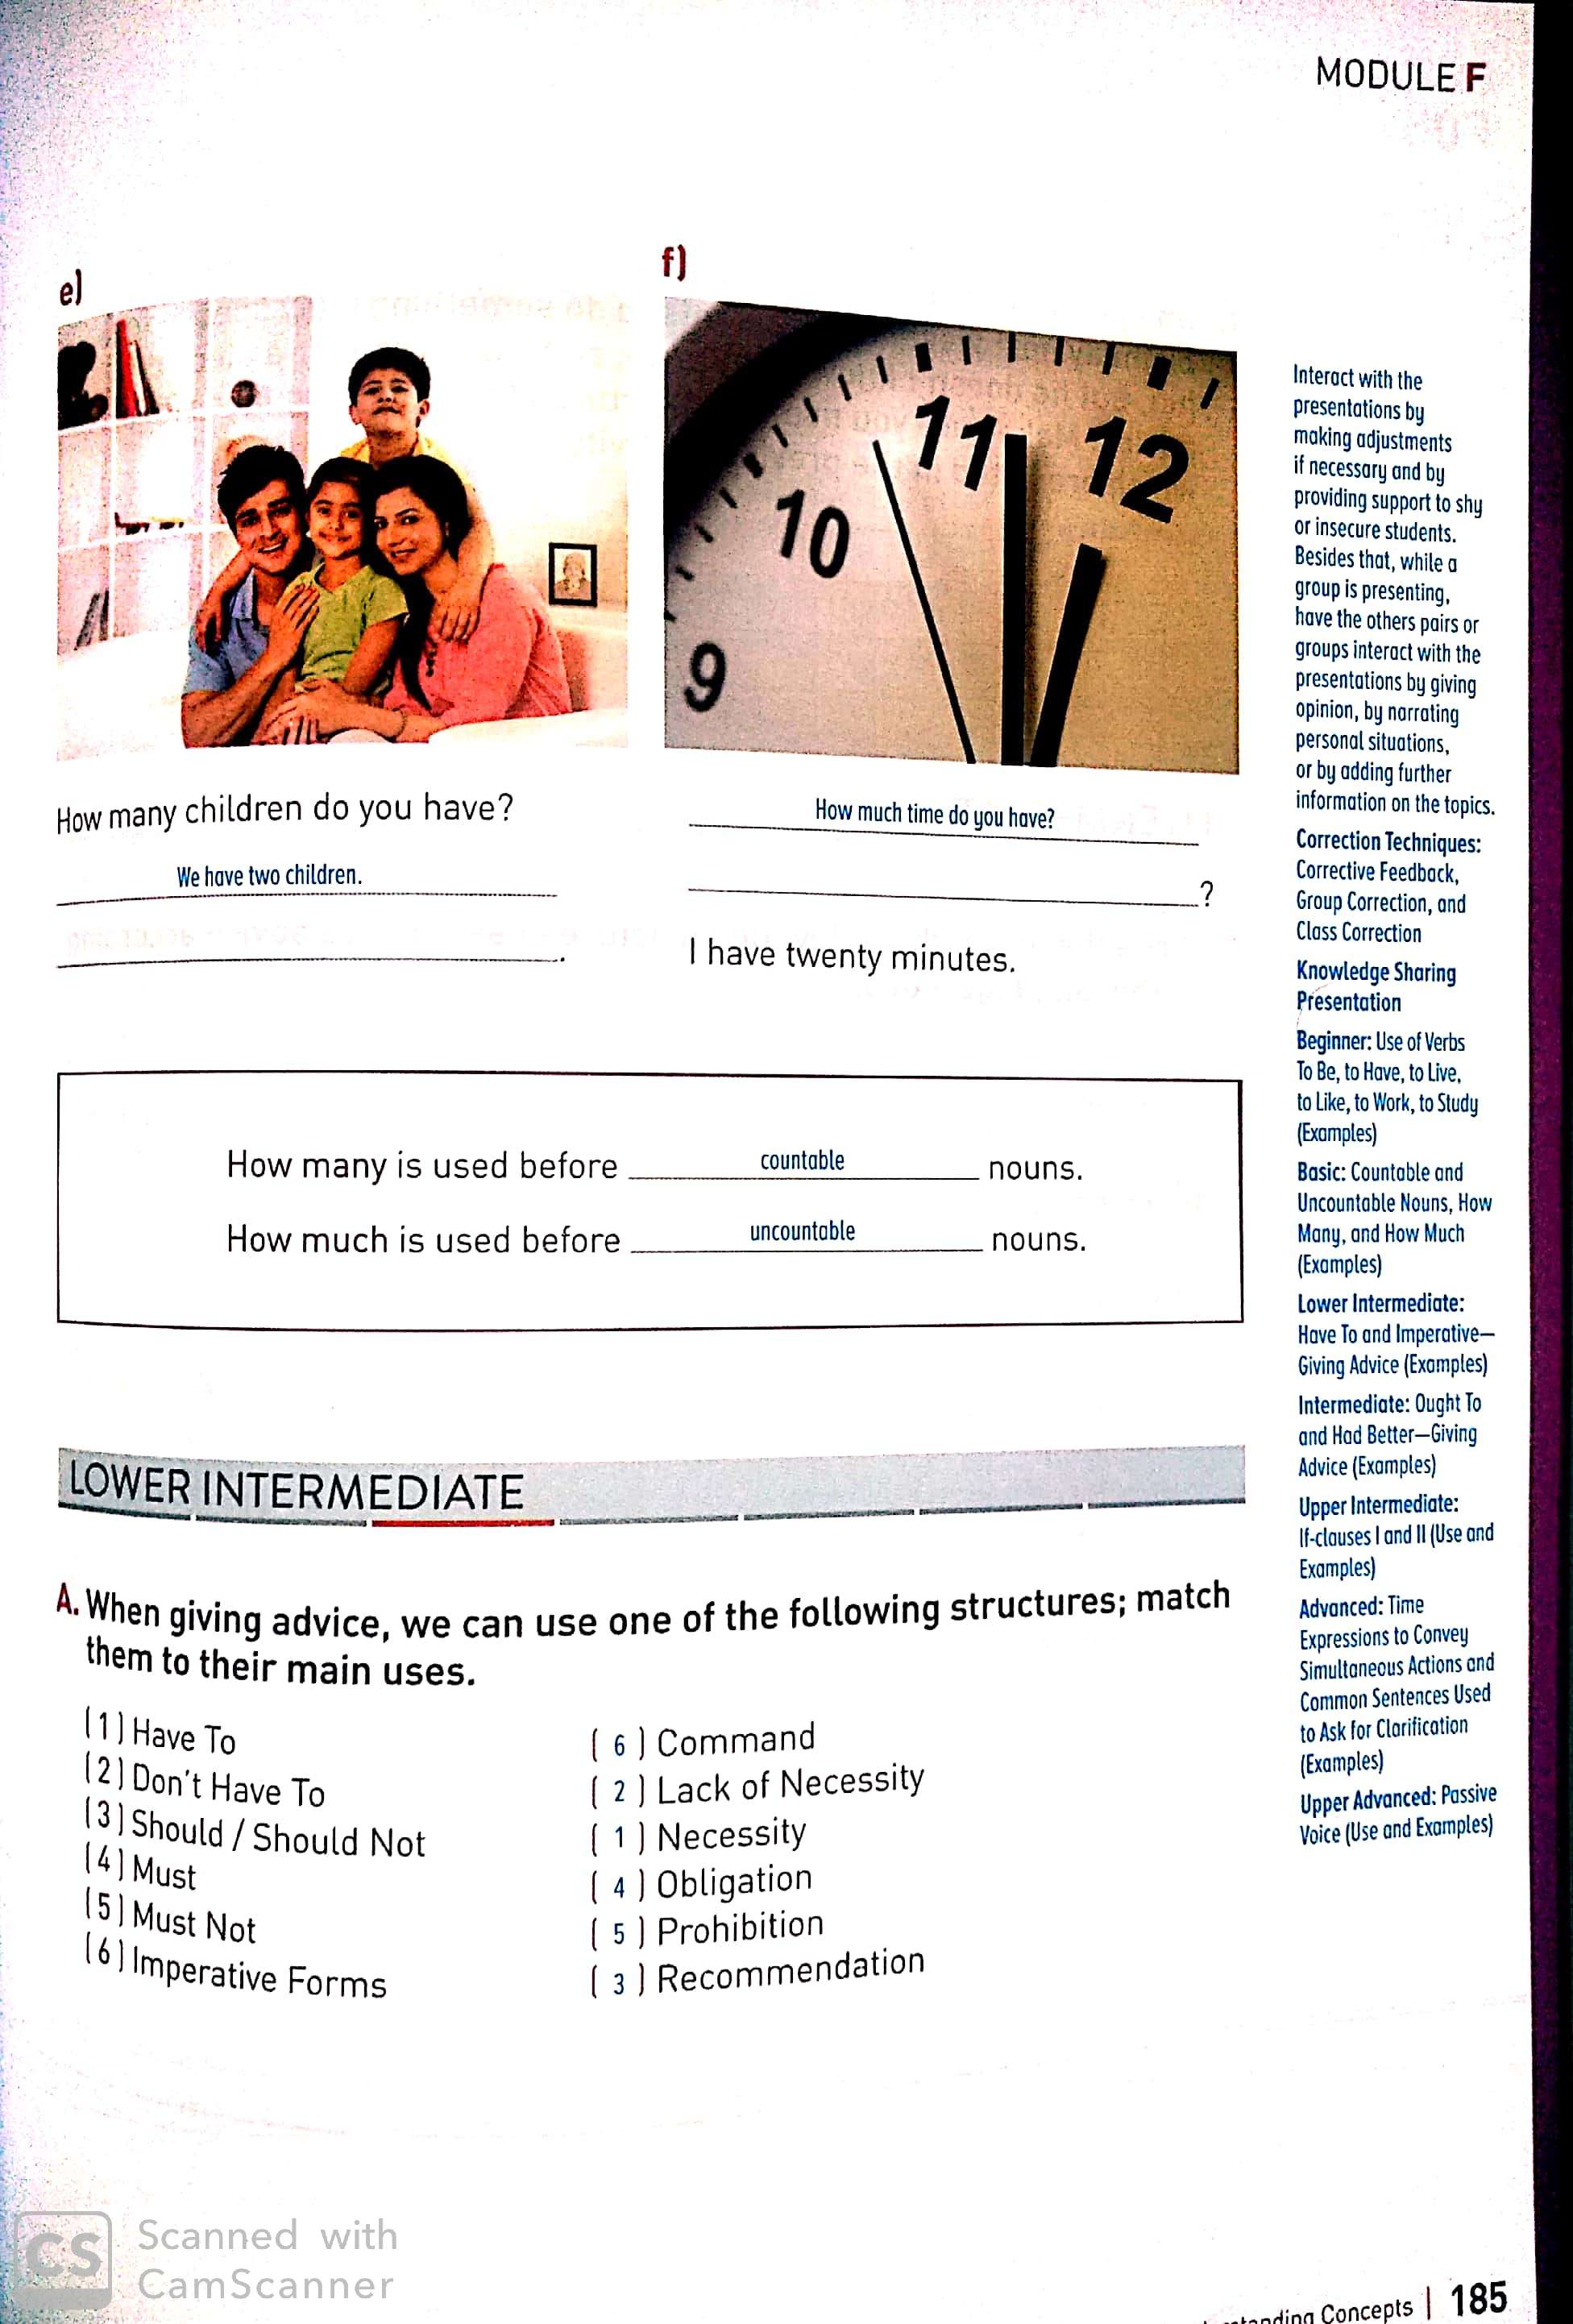 MODULE F
e)
f)
How many children do you have?
We have two children.
.
How much time do you have?
?
I have twenty minutes.
11
12
10
9
How many is used before countable nouns.
How much is used before uncountable nouns.
LOWER INTERMEDIATE
A. When giving advice, we can use one of the following structures; match
them to their main uses.
(1) Have To
(2) Don't Have To
(3) Should / Should Not
(4) Must
(5) Must Not
(6) Imperative Forms
( 6 ) Command
( 2 ) Lack of Necessity
( 1 ) Necessity
( 4 ) Obligation
( 5 ) Prohibition
( 3 ) Recommendation
Interact with the
presentations by
making adjustments
if necessary and by
providing support to shy
or insecure students.
Besides that, while a
group is presenting,
have the others pairs or
groups interact with the
presentations by giving
opinion, by narrating
personal situations,
or by adding further
information on the topics.
Correction Techniques:
Corrective Feedback,
Group Correction, and
Class Correction
Knowledge Sharing
Presentation
Beginner: Use of Verbs
To Be, to Have, to Live,
to Like, to Work, to Study
(Examples)
Basic: Countable and
Uncountable Nouns, How
Many, and How Much
(Examples)
Lower Intermediate:
Have To and Imperative—
Giving Advice (Examples)
Intermediate: Ought To
and Had Better—Giving
Advice (Examples)
Upper Intermediate:
If-clauses I and II (Use and
Examples)
Advanced: Time
Expressions to Convey
Simultaneous Actions and
Common Sentences Used
to Ask for Clarification
(Examples)
Upper Advanced: Passive
Voice (Use and Examples)
CS Scanned with
CamScanner
Concepts | 185